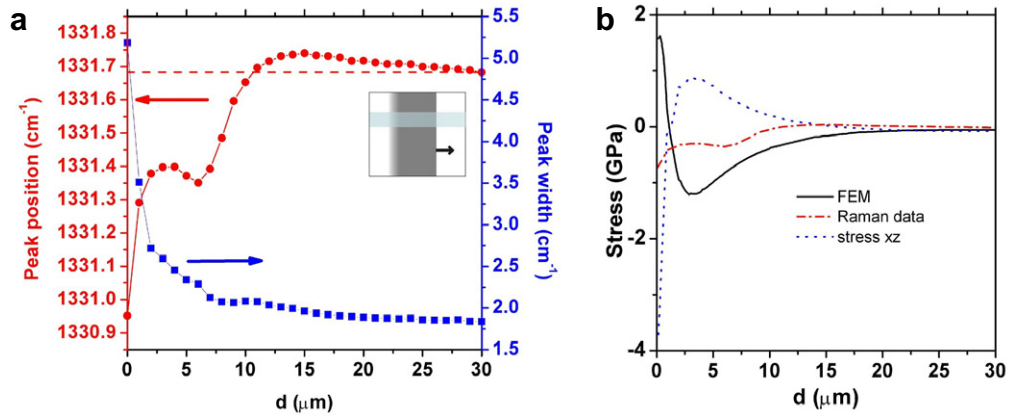 a
1331.8
1331.7
1331.6
1331.5
1331.4
1331.3
1331.2
1331.1
1331.0
1330.9
Peak position (cm⁻¹)
5.5
5.0
4.5
4.0
3.5
3.0
2.5
2.0
1.5
Peak width (cm⁻¹)
0 5 10 15 20 25 30
d (μm)
b
2
0
-2
-4
Stress (GPa)
FEM
Raman data
stress xz
0 5 10 15 20 25 30
d (μm)